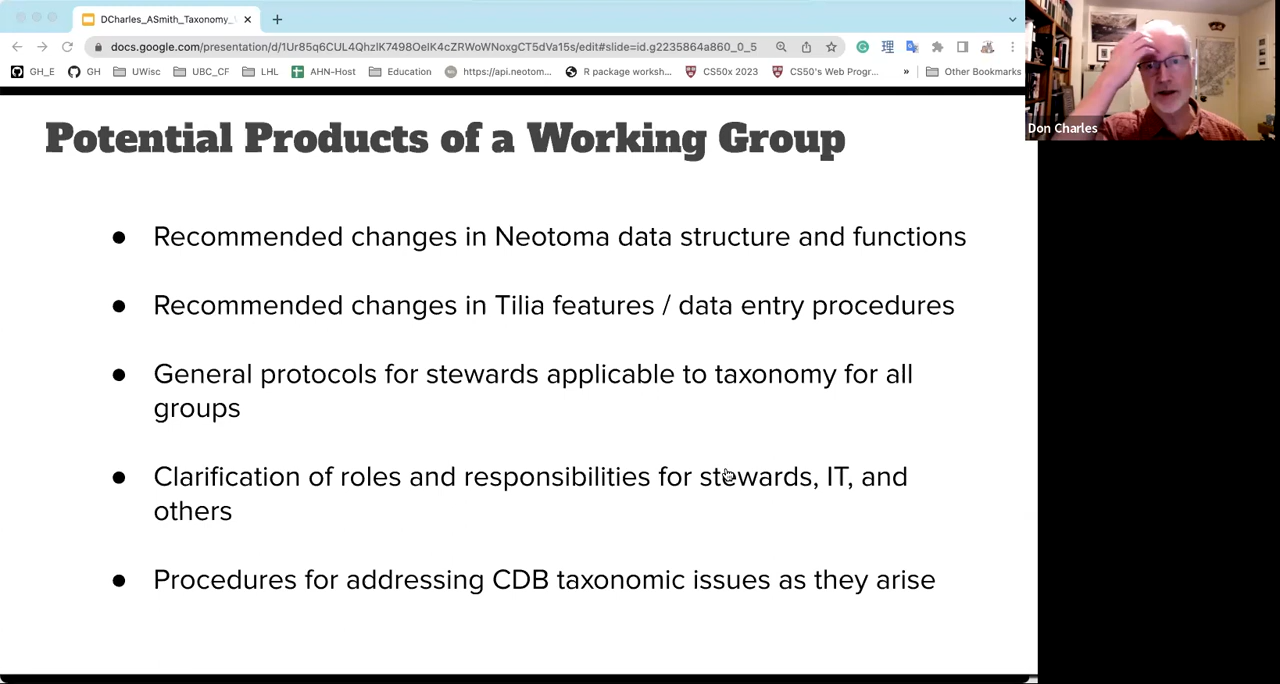 DCharles_ASmith_Taxonomy_
docs.google.com/presentation/d/1Ur85q6CUL4QhzlK7498OelK4cZRWoWNoxgCT5dVa15s/edit#slide=id.g2235864a860_0_5
GH_E
GH
UWisc
UBC_CF
LHL
AHN-Host
Education
https://api.neotom...
R package worksh...
CS50x 2023
CS50's Web Progr...
»
Other Bookmarks
Don Charles
Potential Products of a Working Group
● Recommended changes in Neotoma data structure and functions
● Recommended changes in Tilia features / data entry procedures
● General protocols for stewards applicable to taxonomy for all
groups
● Clarification of roles and responsibilities for stewards, IT, and
others
● Procedures for addressing CDB taxonomic issues as they arise